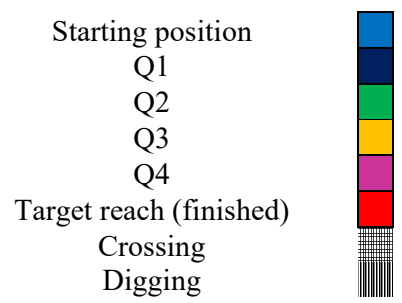 Starting position
Q1
Q2
Q3
Q4
Target reach (finished)
Crossing
Digging